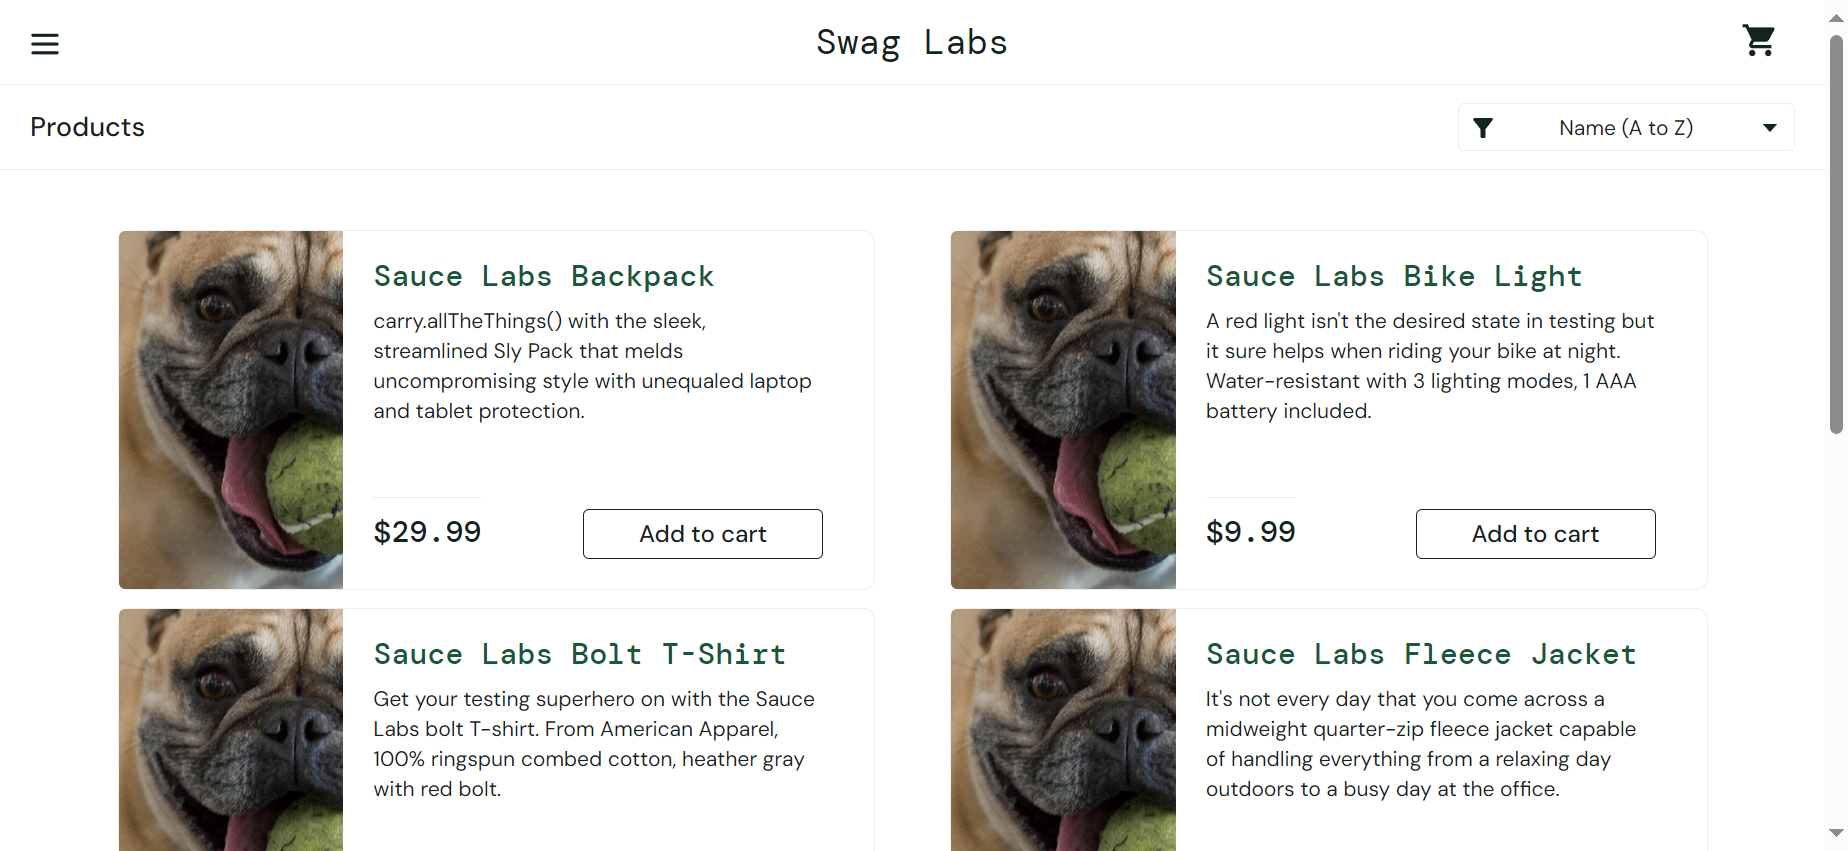 Swag Labs
Products
Name (A to Z)
Sauce Labs Backpack
carry.allTheThings() with the sleek,
streamlined Sly Pack that melds
uncompromising style with unequaled laptop
and tablet protection.
$29.99
Add to cart
Sauce Labs Bike Light
A red light isn't the desired state in testing but
it sure helps when riding your bike at night.
Water-resistant with 3 lighting modes, 1 AAA
battery included.
$9.99
Add to cart
Sauce Labs Bolt T-Shirt
Get your testing superhero on with the Sauce
Labs bolt T-shirt. From American Apparel,
100% ringspun combed cotton, heather gray
with red bolt.
Sauce Labs Fleece Jacket
It's not every day that you come across a
midweight quarter-zip fleece jacket capable
of handling everything from a relaxing day
outdoors to a busy day at the office.